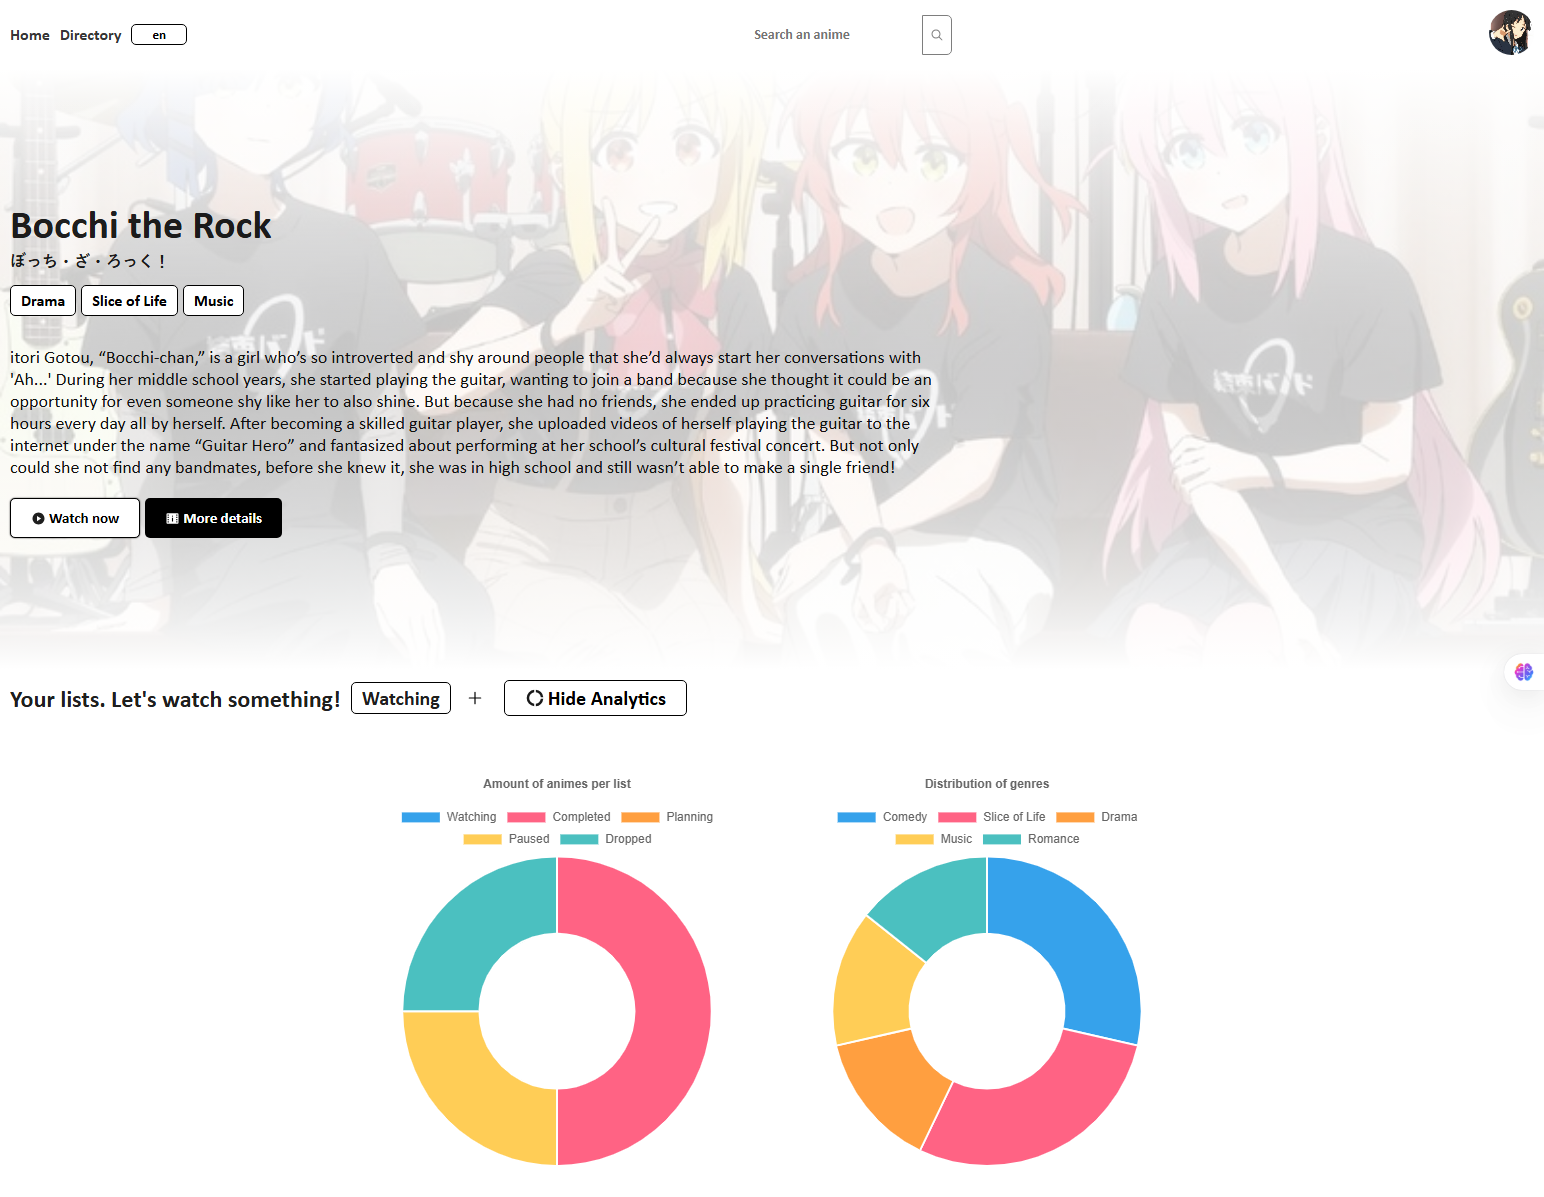 Home Directory en Search an anime
Bocchi the Rock
ぼっち・ざ・ろっく！
Drama Slice of Life Music
itori Gotou, “Bocchi-chan,” is a girl who’s so introverted and shy around people that she’d always start her conversations with
'Ah...' During her middle school years, she started playing the guitar, wanting to join a band because she thought it could be an
opportunity for even someone shy like her to also shine. But because she had no friends, she ended up practicing guitar for six
hours every day all by herself. After becoming a skilled guitar player, she uploaded videos of herself playing the guitar to the
internet under the name “Guitar Hero” and fantasized about performing at her school’s cultural festival concert. But not only
could she not find any bandmates, before she knew it, she was in high school and still wasn’t able to make a single friend!
Watch now More details
Your lists. Let's watch something! Watching + Hide Analytics
Amount of animes per list
Watching Completed Planning
Paused Dropped
Distribution of genres
Comedy Slice of Life Drama
Music Romance